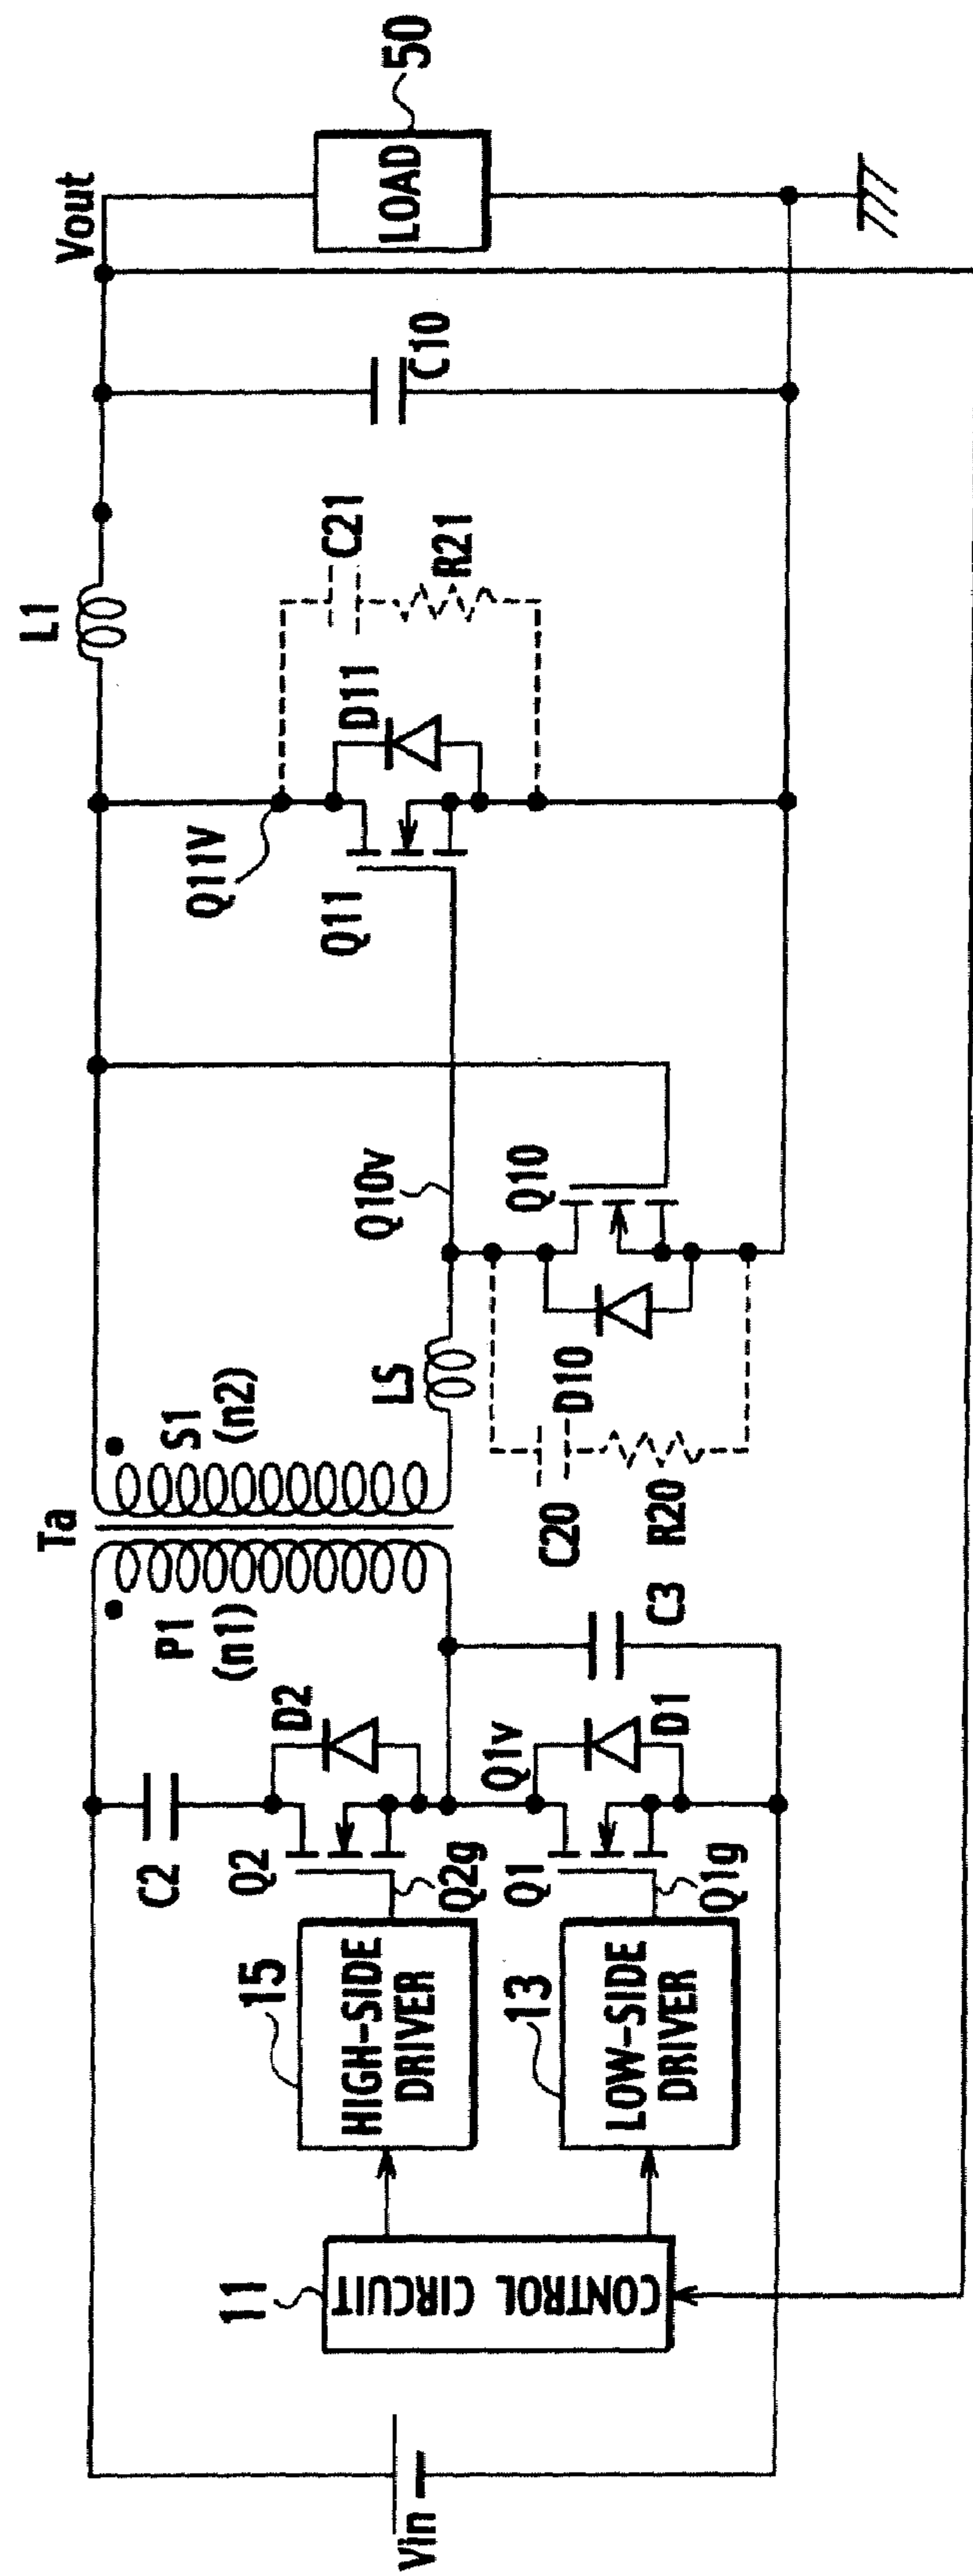 Vin
11
CONTROL CIRCUIT
15
HIGH-SIDE
DRIVER
13
LOW-SIDE
DRIVER
C2
Q2
D2
Q2g
Q1
Q1v
D1
Q1g
C3
P1
(n1)
Ta
S1
(n2)
LS
C20
D10
R20
Q10v
Q10
Q11V
Q11
D11
C21
R21
L1
C10
Vout
LOAD
50